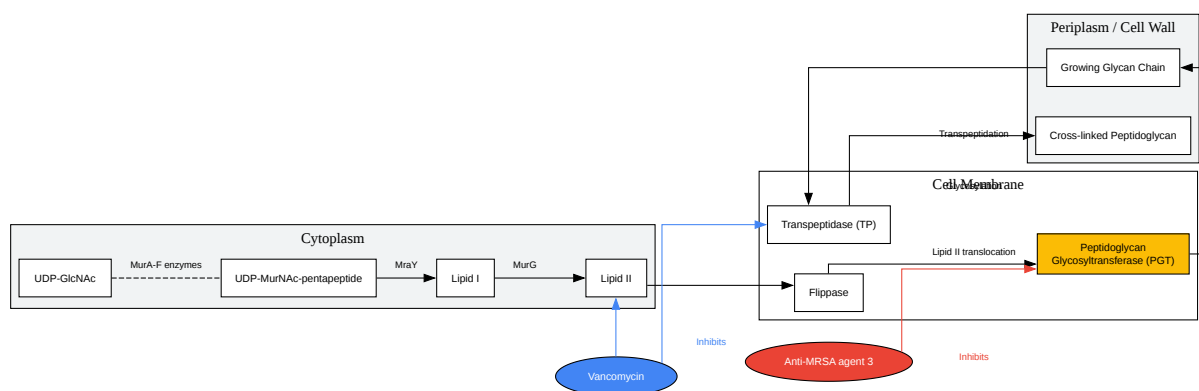 Periplasm / Cell Wall
Growing Glycan Chain
Transpeptidation
Cross-linked Peptidoglycan
Cell Membrane
Glycosylation
Transpeptidase (TP)
Cytoplasm
Lipid II translocation
Peptidoglycan
Glycosyltransferase (PGT)
MurA-F enzymes
MraY
MurG
UDP-GlcNAc
UDP-MurNAc-pentapeptide
Lipid I
Lipid II
Flippase
Inhibits
Inhibits
Vancomycin
Anti-MRSA agent 3